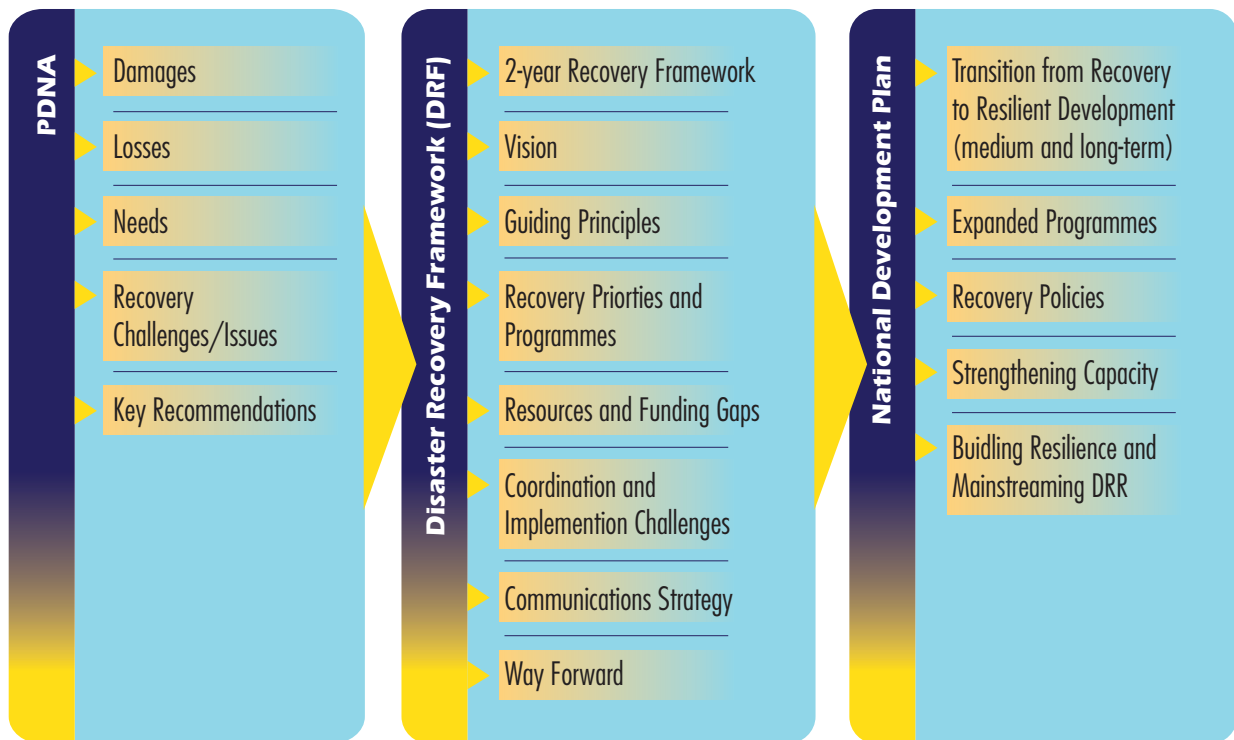 PDNA
Damages
Losses
Needs
Recovery
Challenges/Issues
Key Recommendations
Disaster Recovery Framework (DRF)
2-year Recovery Framework
Vision
Guiding Principles
Recovery Priorties and
Programmes
Resources and Funding Gaps
Coordination and
Implemention Challenges
Communications Strategy
Way Forward
National Development Plan
Transition from Recovery
to Resilient Development
(medium and long-term)
Expanded Programmes
Recovery Policies
Strengthening Capacity
Buidling Resilience and
Mainstreaming DRR